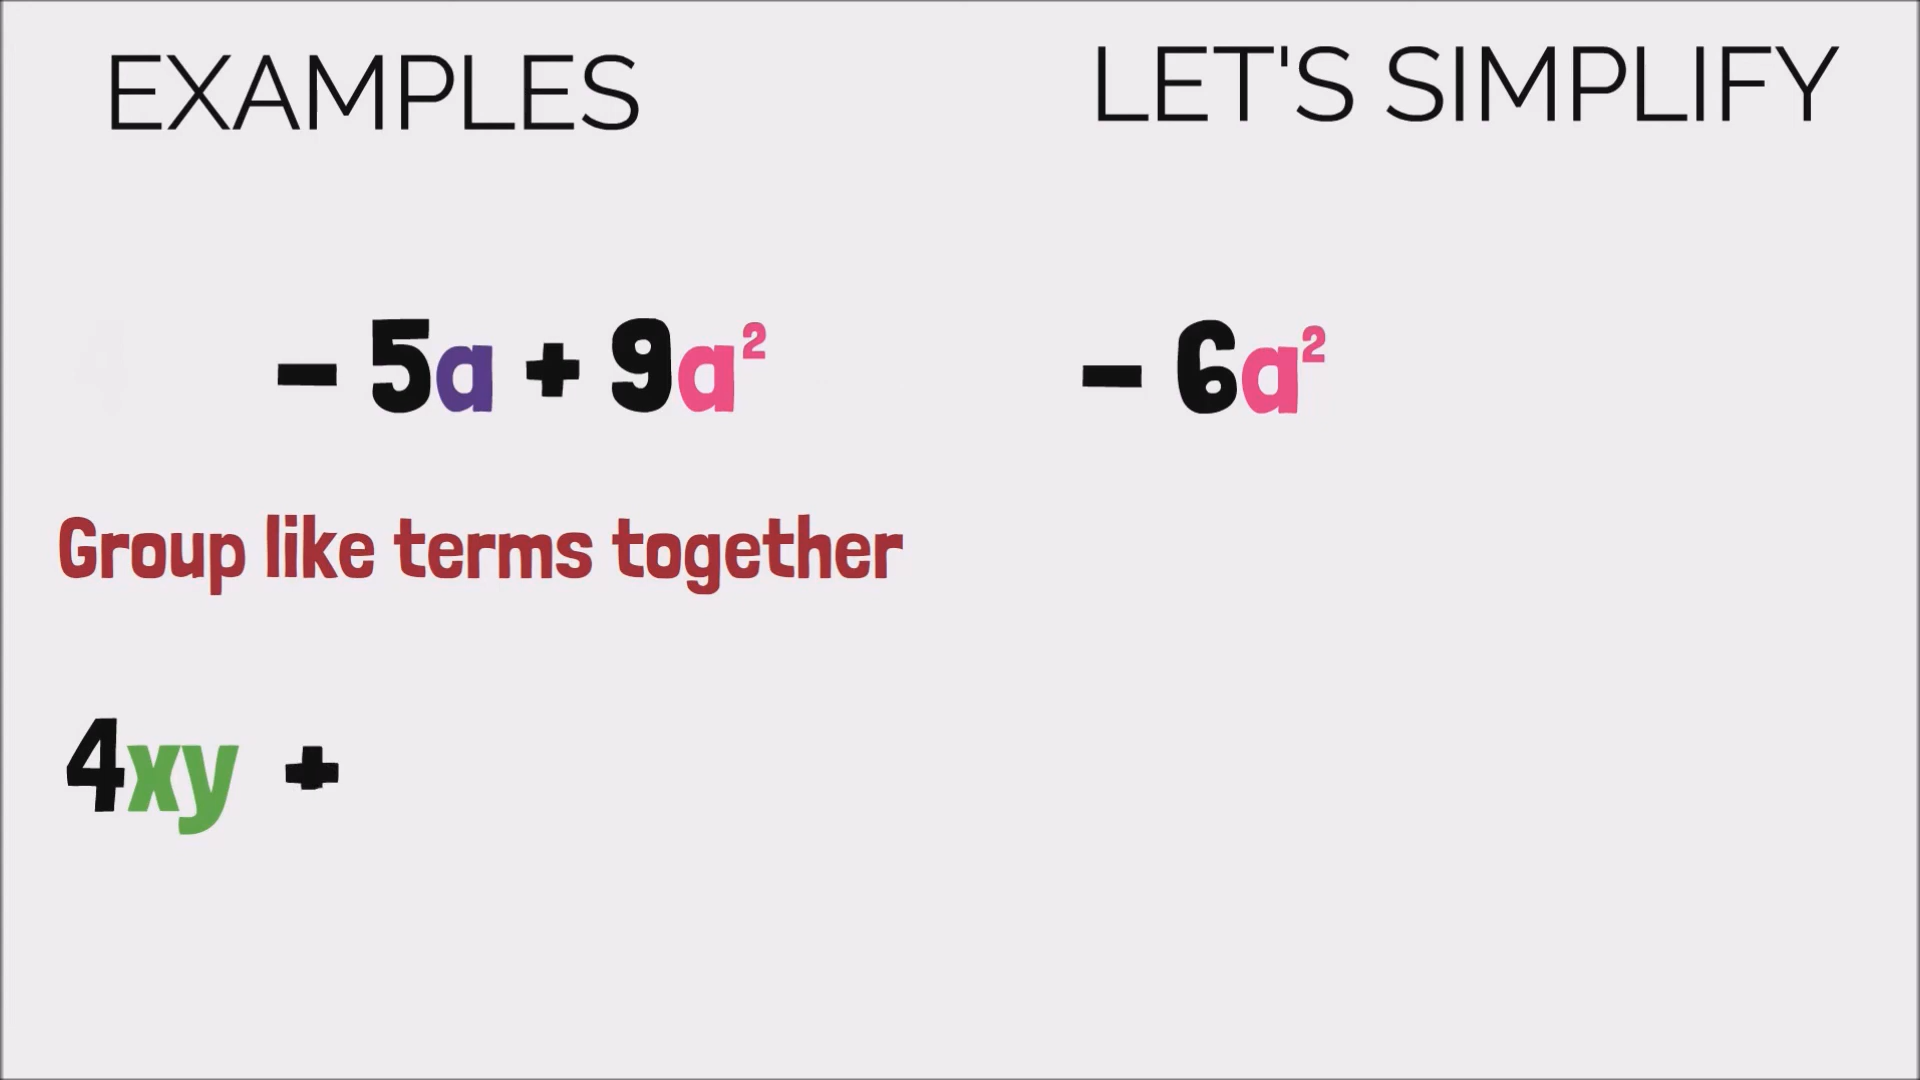 EXAMPLES LET'S SIMPLIFY
- 5a + 9a² - 6a²
Group like terms together
4xy +